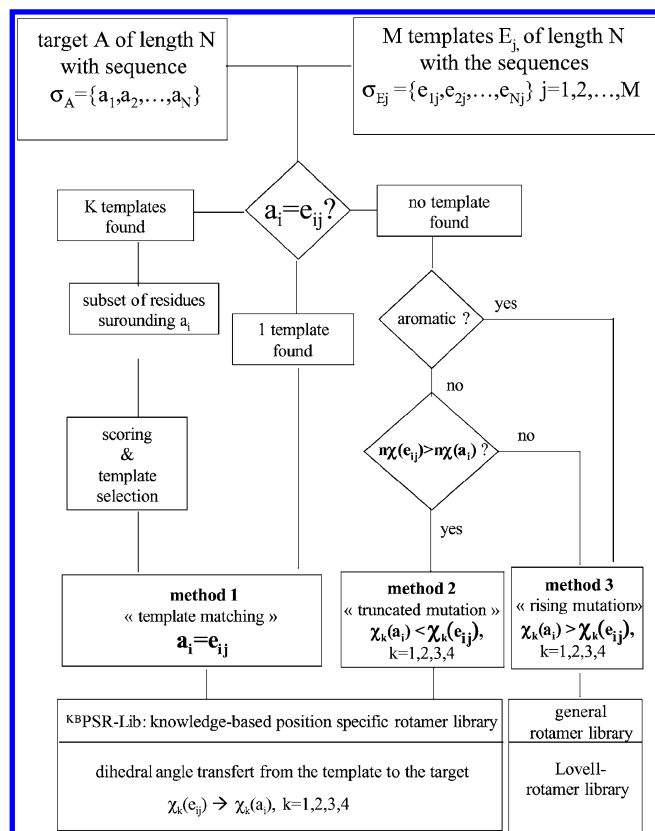 target A of length N
with sequence
σA={a1,a2,…,aN}
M templates Ej, of length N
with the sequences
σEj ={e1j,e2j,…,eNj} j=1,2,…,M
K templates
found
ai=eij?
no template
found
subset of residues
surounding ai
1 template
found
aromatic ?
yes
no
scoring
&
template
selection
nχ(eij)>nχ(ai) ?
no
yes
method 1
« template matching »
ai=eij
method 2
« truncated mutation »
χk(ai) <χk(eij),
k=1,2,3,4
method 3
« rising mutation»
χk(ai) >χk(eij),
k=1,2,3,4
KBPSR-Lib: knowledge-based position specific rotamer library
general
rotamer library
dihedral angle transfert from the template to the target
χk(eij) → χk(ai), k=1,2,3,4
Lovell-
rotamer library